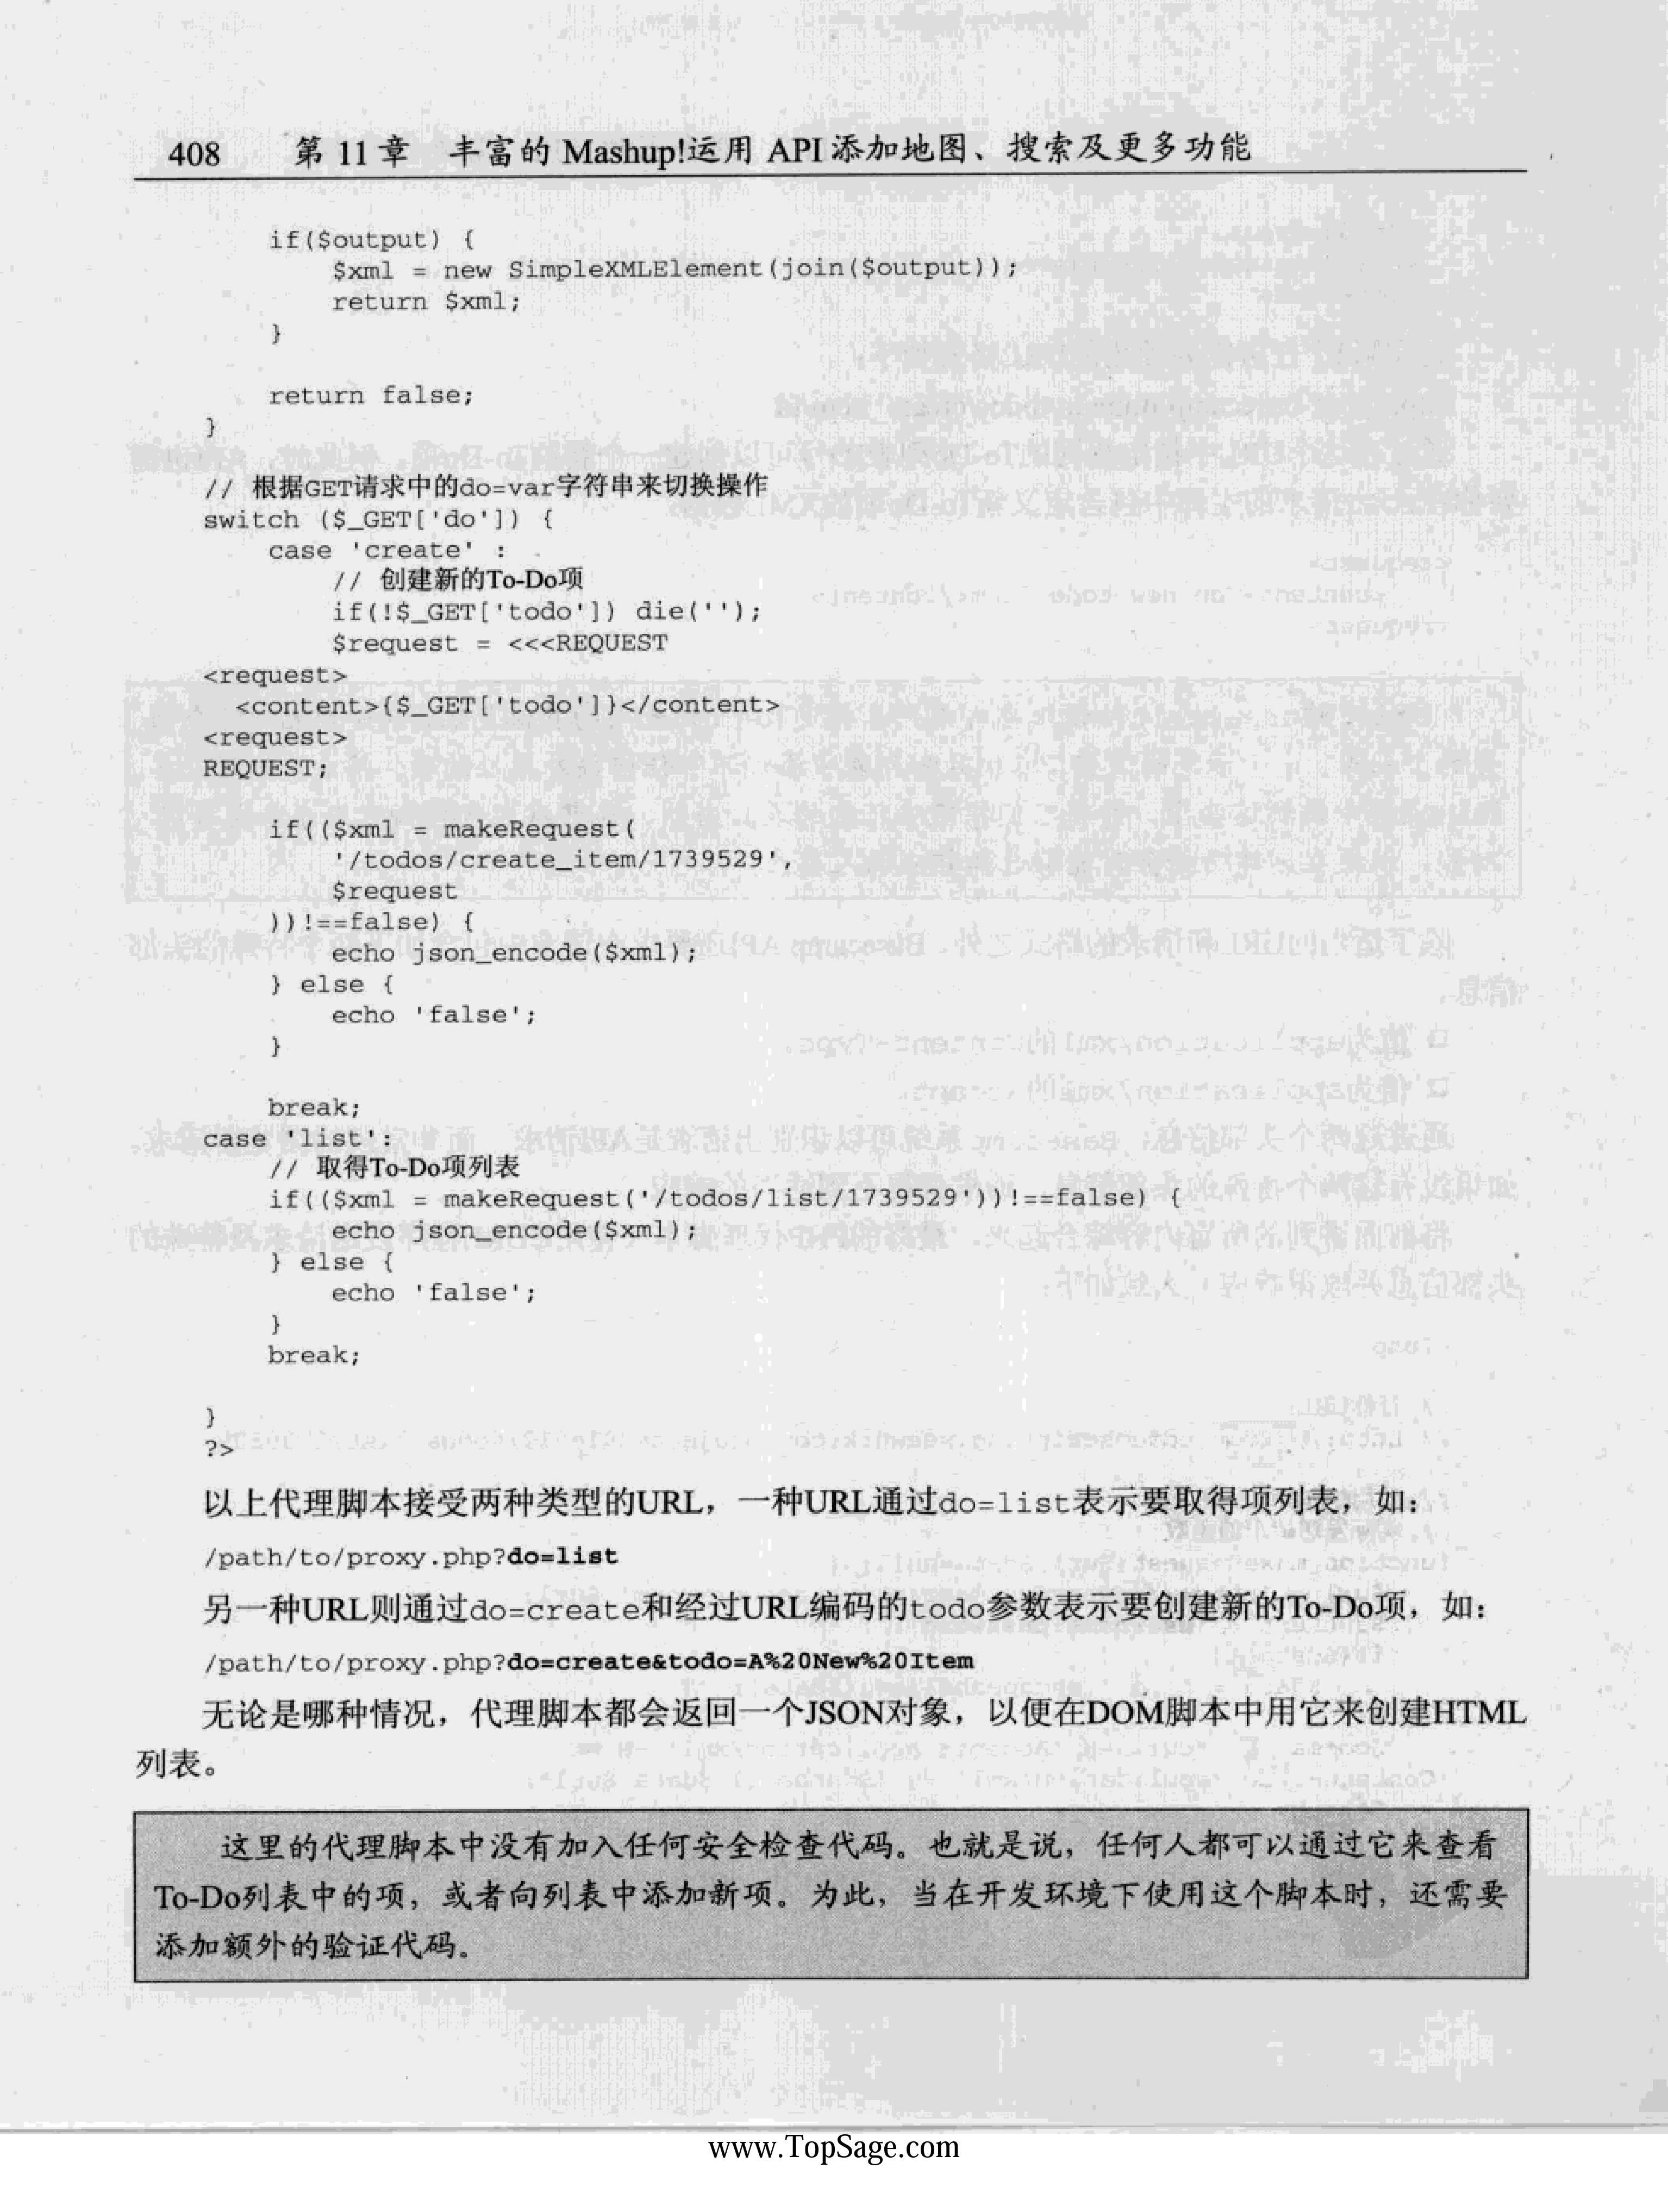 408 第 11 章 丰富的 Mashup!运用 API 添加地图、搜索及更多功能
if($output) {
$xml = new SimpleXMLElement(join($output));
return $xml;
}
return false;
}
// 根据GET请求中的do=var字符串来切换操作
switch ($_GET['do']) {
case 'create' :
// 创建新的To-Do项
if(!$_GET['todo']) die('');
$request = <<<REQUEST
<request>
<content>{$_GET['todo']}</content>
<request>
REQUEST;
if(($xml = makeRequest(
'/todos/create_item/1739529',
$request
))!==false) {
echo json_encode($xml);
} else {
echo 'false';
}
break;
case 'list':
// 取得To-Do项列表
if(($xml = makeRequest('/todos/list/1739529'))!==false) {
echo json_encode($xml);
} else {
echo 'false';
}
break;
}
?>
以上代理脚本接受两种类型的URL，一种URL通过do=list表示要取得项列表，如：
/path/to/proxy.php?do=list
另一种URL则通过do=create和经过URL编码的todo参数表示要创建新的To-Do项，如：
/path/to/proxy.php?do=create&todo=A%20New%20Item
无论是哪种情况，代理脚本都会返回一个JSON对象，以便在DOM脚本中用它来创建HTML
列表。
这里的代理脚本中没有加入任何安全检查代码。也就是说，任何人都可以通过它来查看
To-Do列表中的项，或者向列表中添加新项。为此，当在开发环境下使用这个脚本时，还需要
添加额外的验证代码。
www.TopSage.com